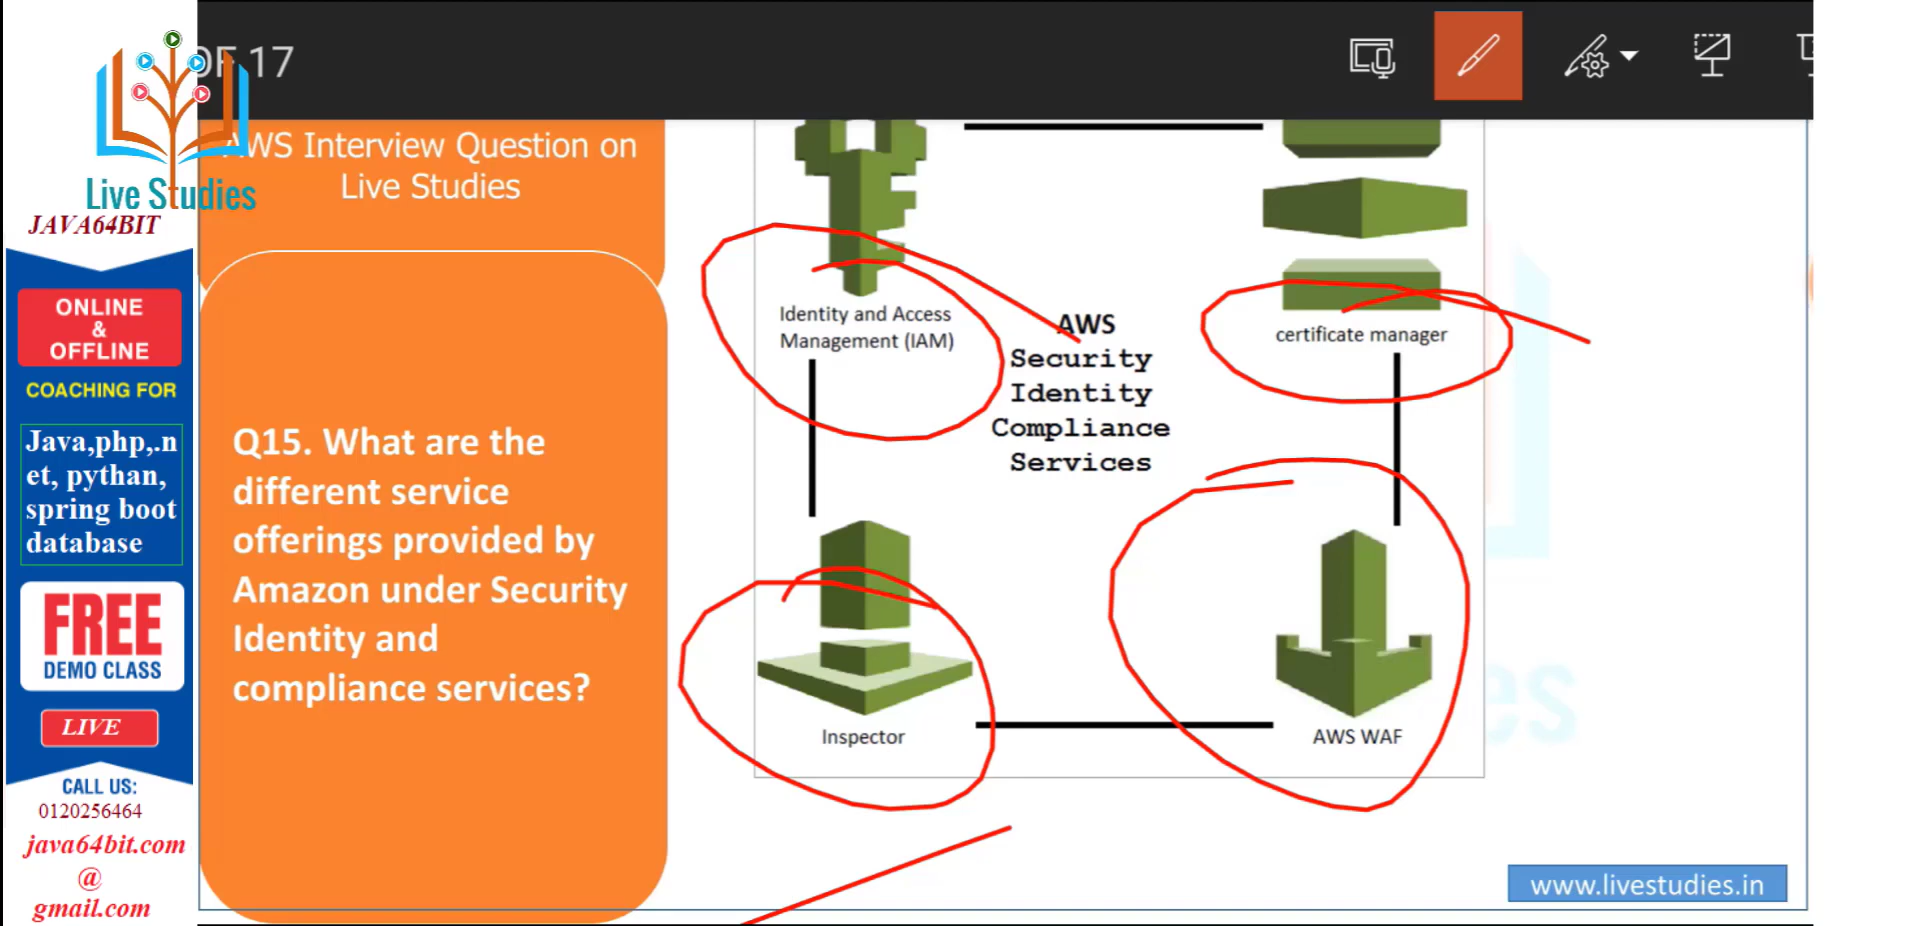 OF 17
Live Studies
JAVA64BIT
ONLINE
&
OFFLINE
COACHING FOR
Java,php,.n
et, pythan,
spring boot
database
FREE
DEMO CLASS
LIVE
CALL US:
0120256464
java64bit.com
@
gmail.com
AWS Interview Question on
Live Studies
Q15. What are the
different service
offerings provided by
Amazon under Security
Identity and
compliance services?
Identity and Access
Management (IAM)
certificate manager
AWS
Security
Identity
Compliance
Services
Inspector
AWS WAF
www.livestudies.in